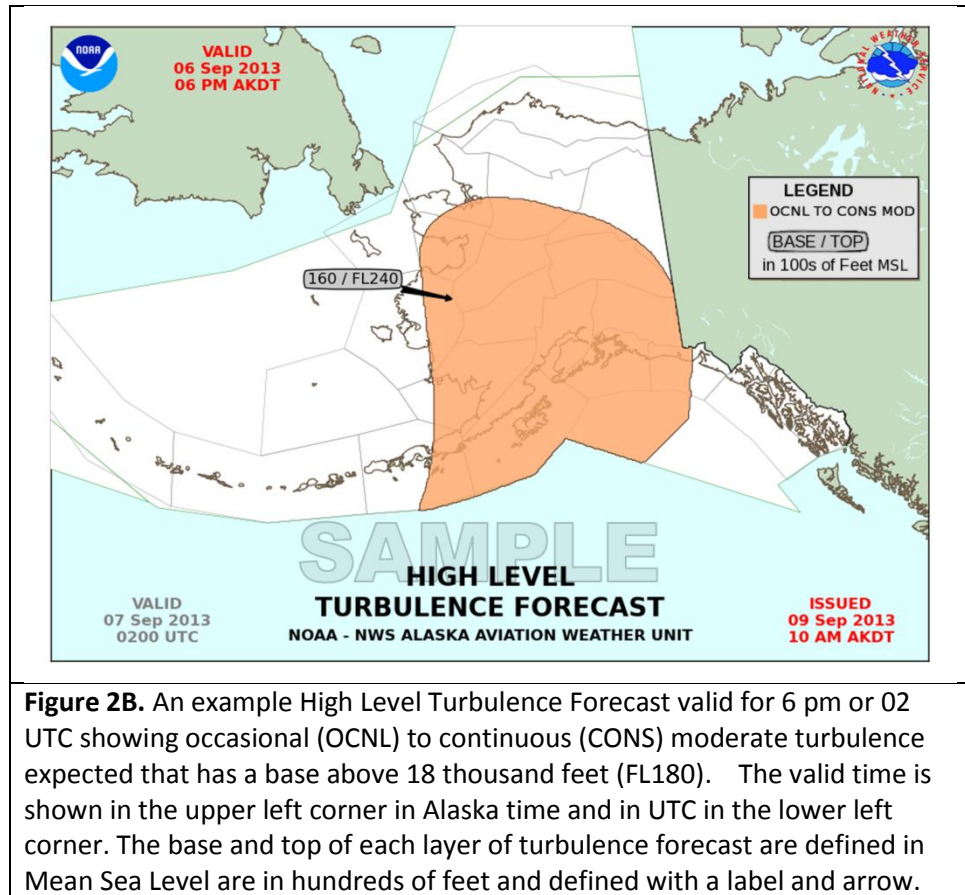 NOAA
VALID
06 Sep 2013
06 PM AKDT
NATIONAL WEATHER SERVICE
LEGEND
OCNL TO CONS MOD
BASE / TOP
in 100s of Feet MSL
160 / FL240
SAMPLE
HIGH LEVEL
TURBULENCE FORECAST
NOAA - NWS ALASKA AVIATION WEATHER UNIT
VALID
07 Sep 2013
0200 UTC
ISSUED
09 Sep 2013
10 AM AKDT
Figure 2B. An example High Level Turbulence Forecast valid for 6 pm or 02
UTC showing occasional (OCNL) to continuous (CONS) moderate turbulence
expected that has a base above 18 thousand feet (FL180). The valid time is
shown in the upper left corner in Alaska time and in UTC in the lower left
corner. The base and top of each layer of turbulence forecast are defined in
Mean Sea Level are in hundreds of feet and defined with a label and arrow.